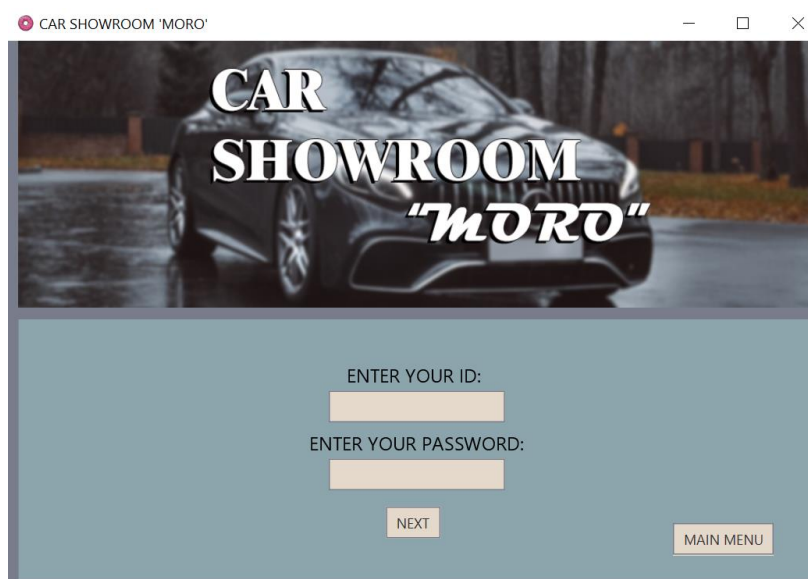 CAR SHOWROOM 'MORO'
CAR
SHOWROOM
"MORO"
ENTER YOUR ID:
ENTER YOUR PASSWORD:
NEXT
MAIN MENU